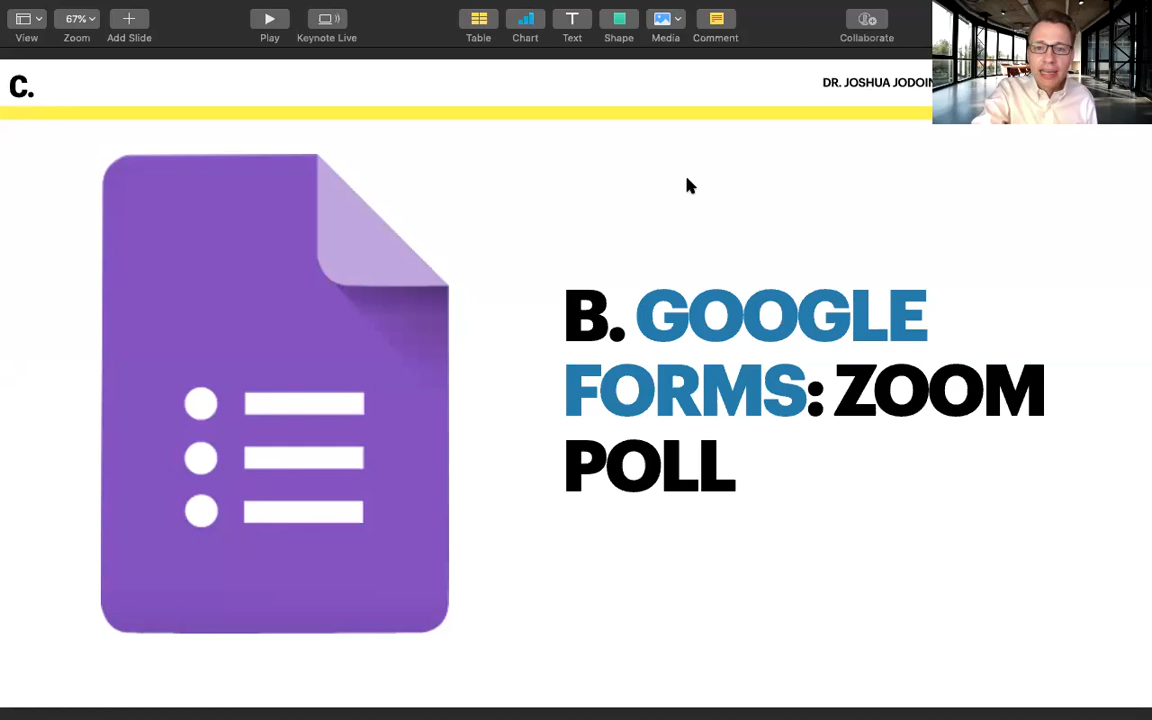 67%
View
Zoom
Add Slide
Play
Keynote Live
Table
Chart
Text
Shape
Media
Comment
Collaborate
C.
DR. JOSHUA JODOIN
B. GOOGLE
FORMS: ZOOM
POLL